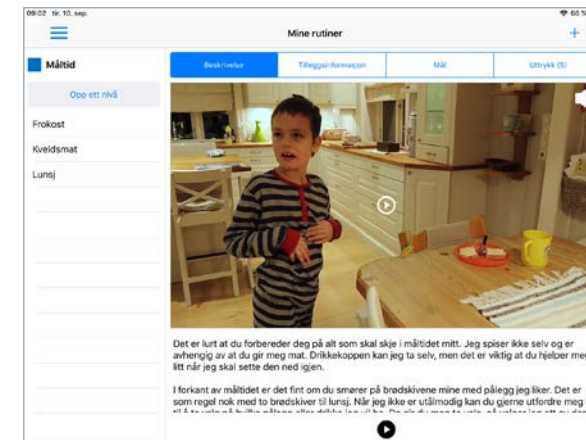 09:02 tir. 10. sep.
68 %
Mine rutiner
Måltid
Beskrivelse
Tilleggsinformasjon
Mål
Uttrykk (5)
Opp ett nivå
Frokost
Kveldsmat
Lunsj
Det er lurt at du forbereder deg på alt som skal skje i måltidet mitt. Jeg spiser ikke selv og er
avhengig av at du gir meg mat. Drikkekoppen kan jeg ta selv, men det er viktig at du hjelper meg
litt når jeg skal sette den ned igjen.
I forkant av måltidet er det fint om du smører på brødskivene mine med pålegg jeg liker. Det er
som regel nok med to brødskiver til lunsj. Når jeg ikke er utålmodig kan du gjerne utfordre meg